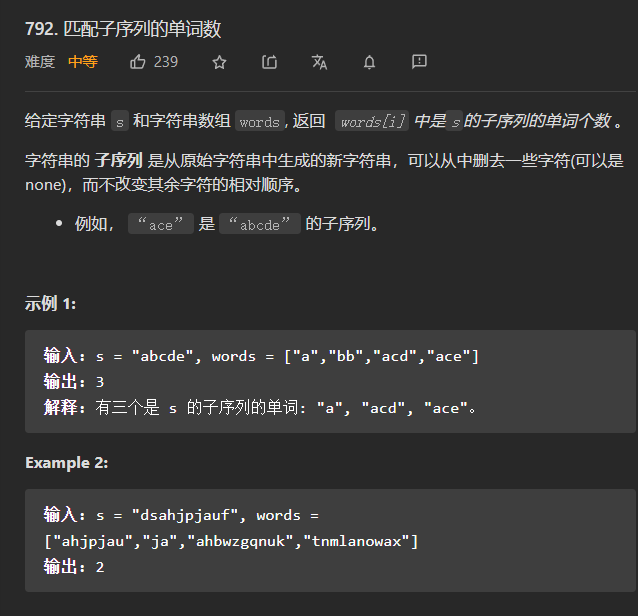 792. 匹配子序列的单词数
难度 中等 239
给定字符串 s 和字符串数组 words, 返回 words[i] 中是s的子序列的单词个数 。
字符串的 子序列 是从原始字符串中生成的新字符串，可以从中删去一些字符(可以是
none)，而不改变其余字符的相对顺序。
• 例如， “ace” 是 “abcde” 的子序列。
示例 1:
输入: s = "abcde", words = ["a","bb","acd","ace"]
输出: 3
解释: 有三个是 s 的子序列的单词: "a", "acd", "ace"。
Example 2:
输入: s = "dsahjpjauf", words =
["ahjpjau","ja","ahbwzgqnuk","tnmlanowax"]
输出: 2